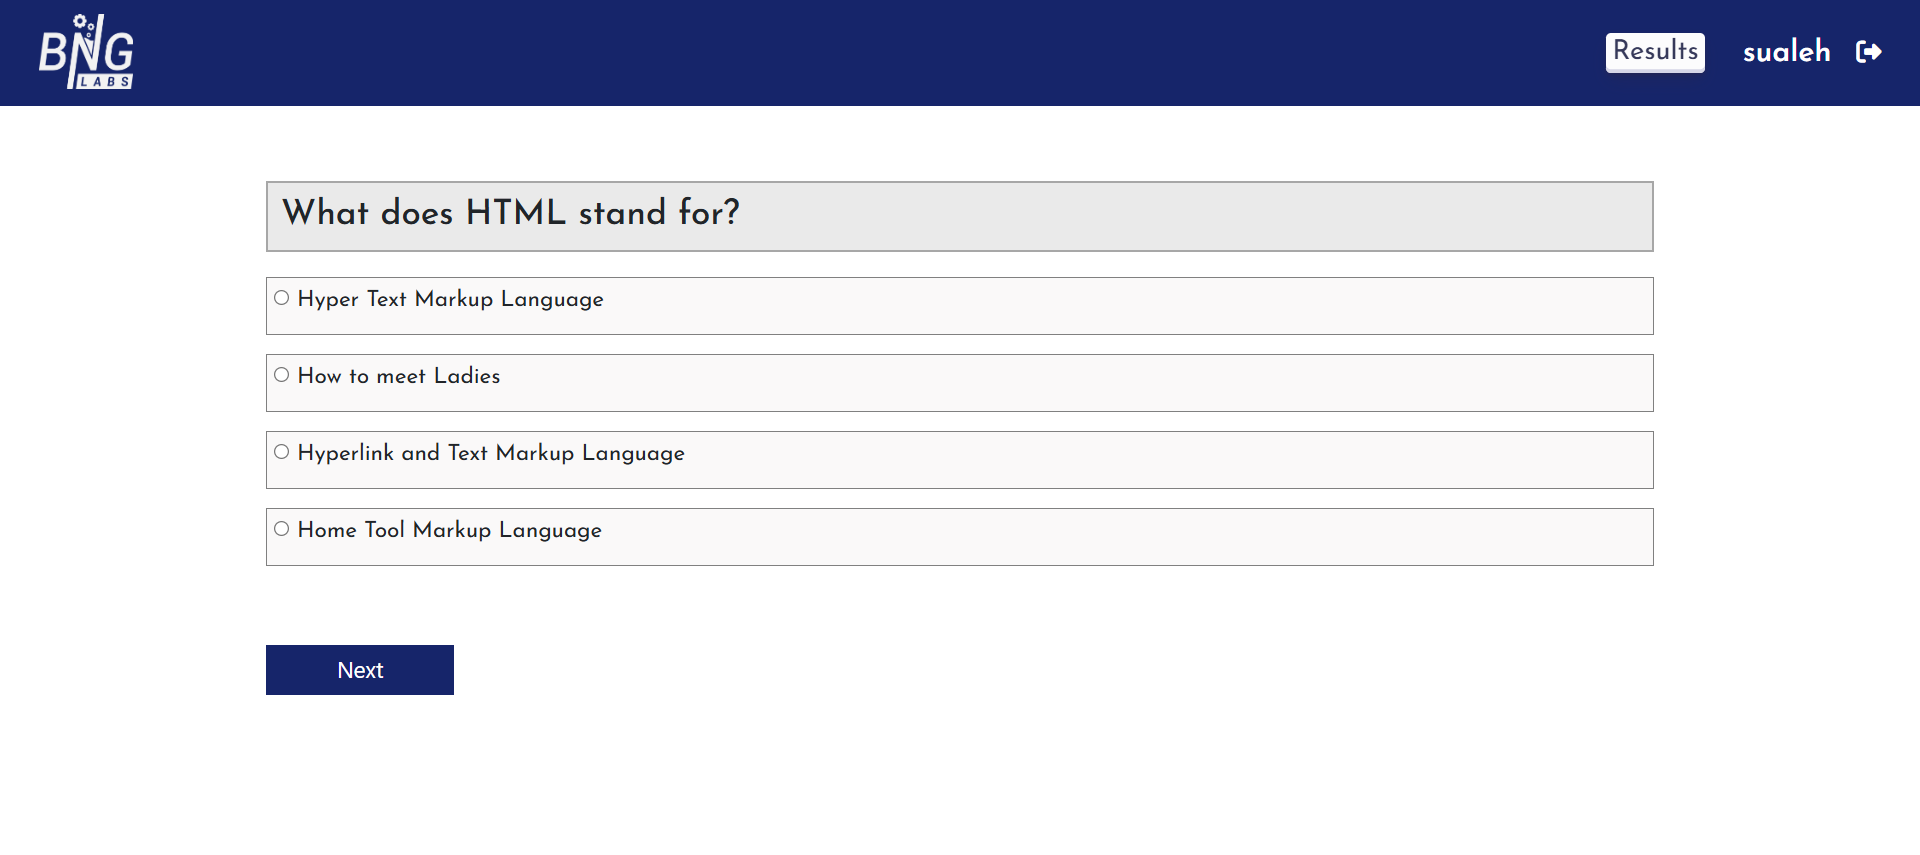 BNG
LABS
Results
sualeh
What does HTML stand for?
Hyper Text Markup Language
How to meet Ladies
Hyperlink and Text Markup Language
Home Tool Markup Language
Next